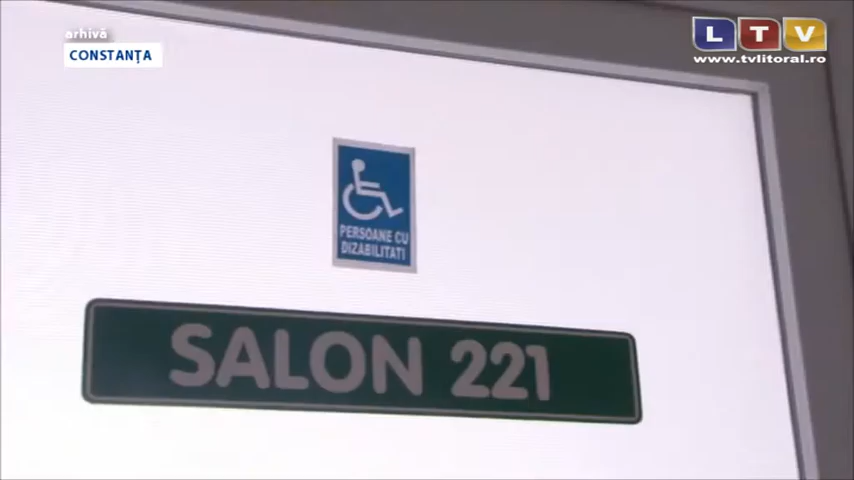 arhivă
CONSTANȚA
LTV
www.tvlitoral.ro
PERSOANE CU
DIZABILITATI
SALON 221